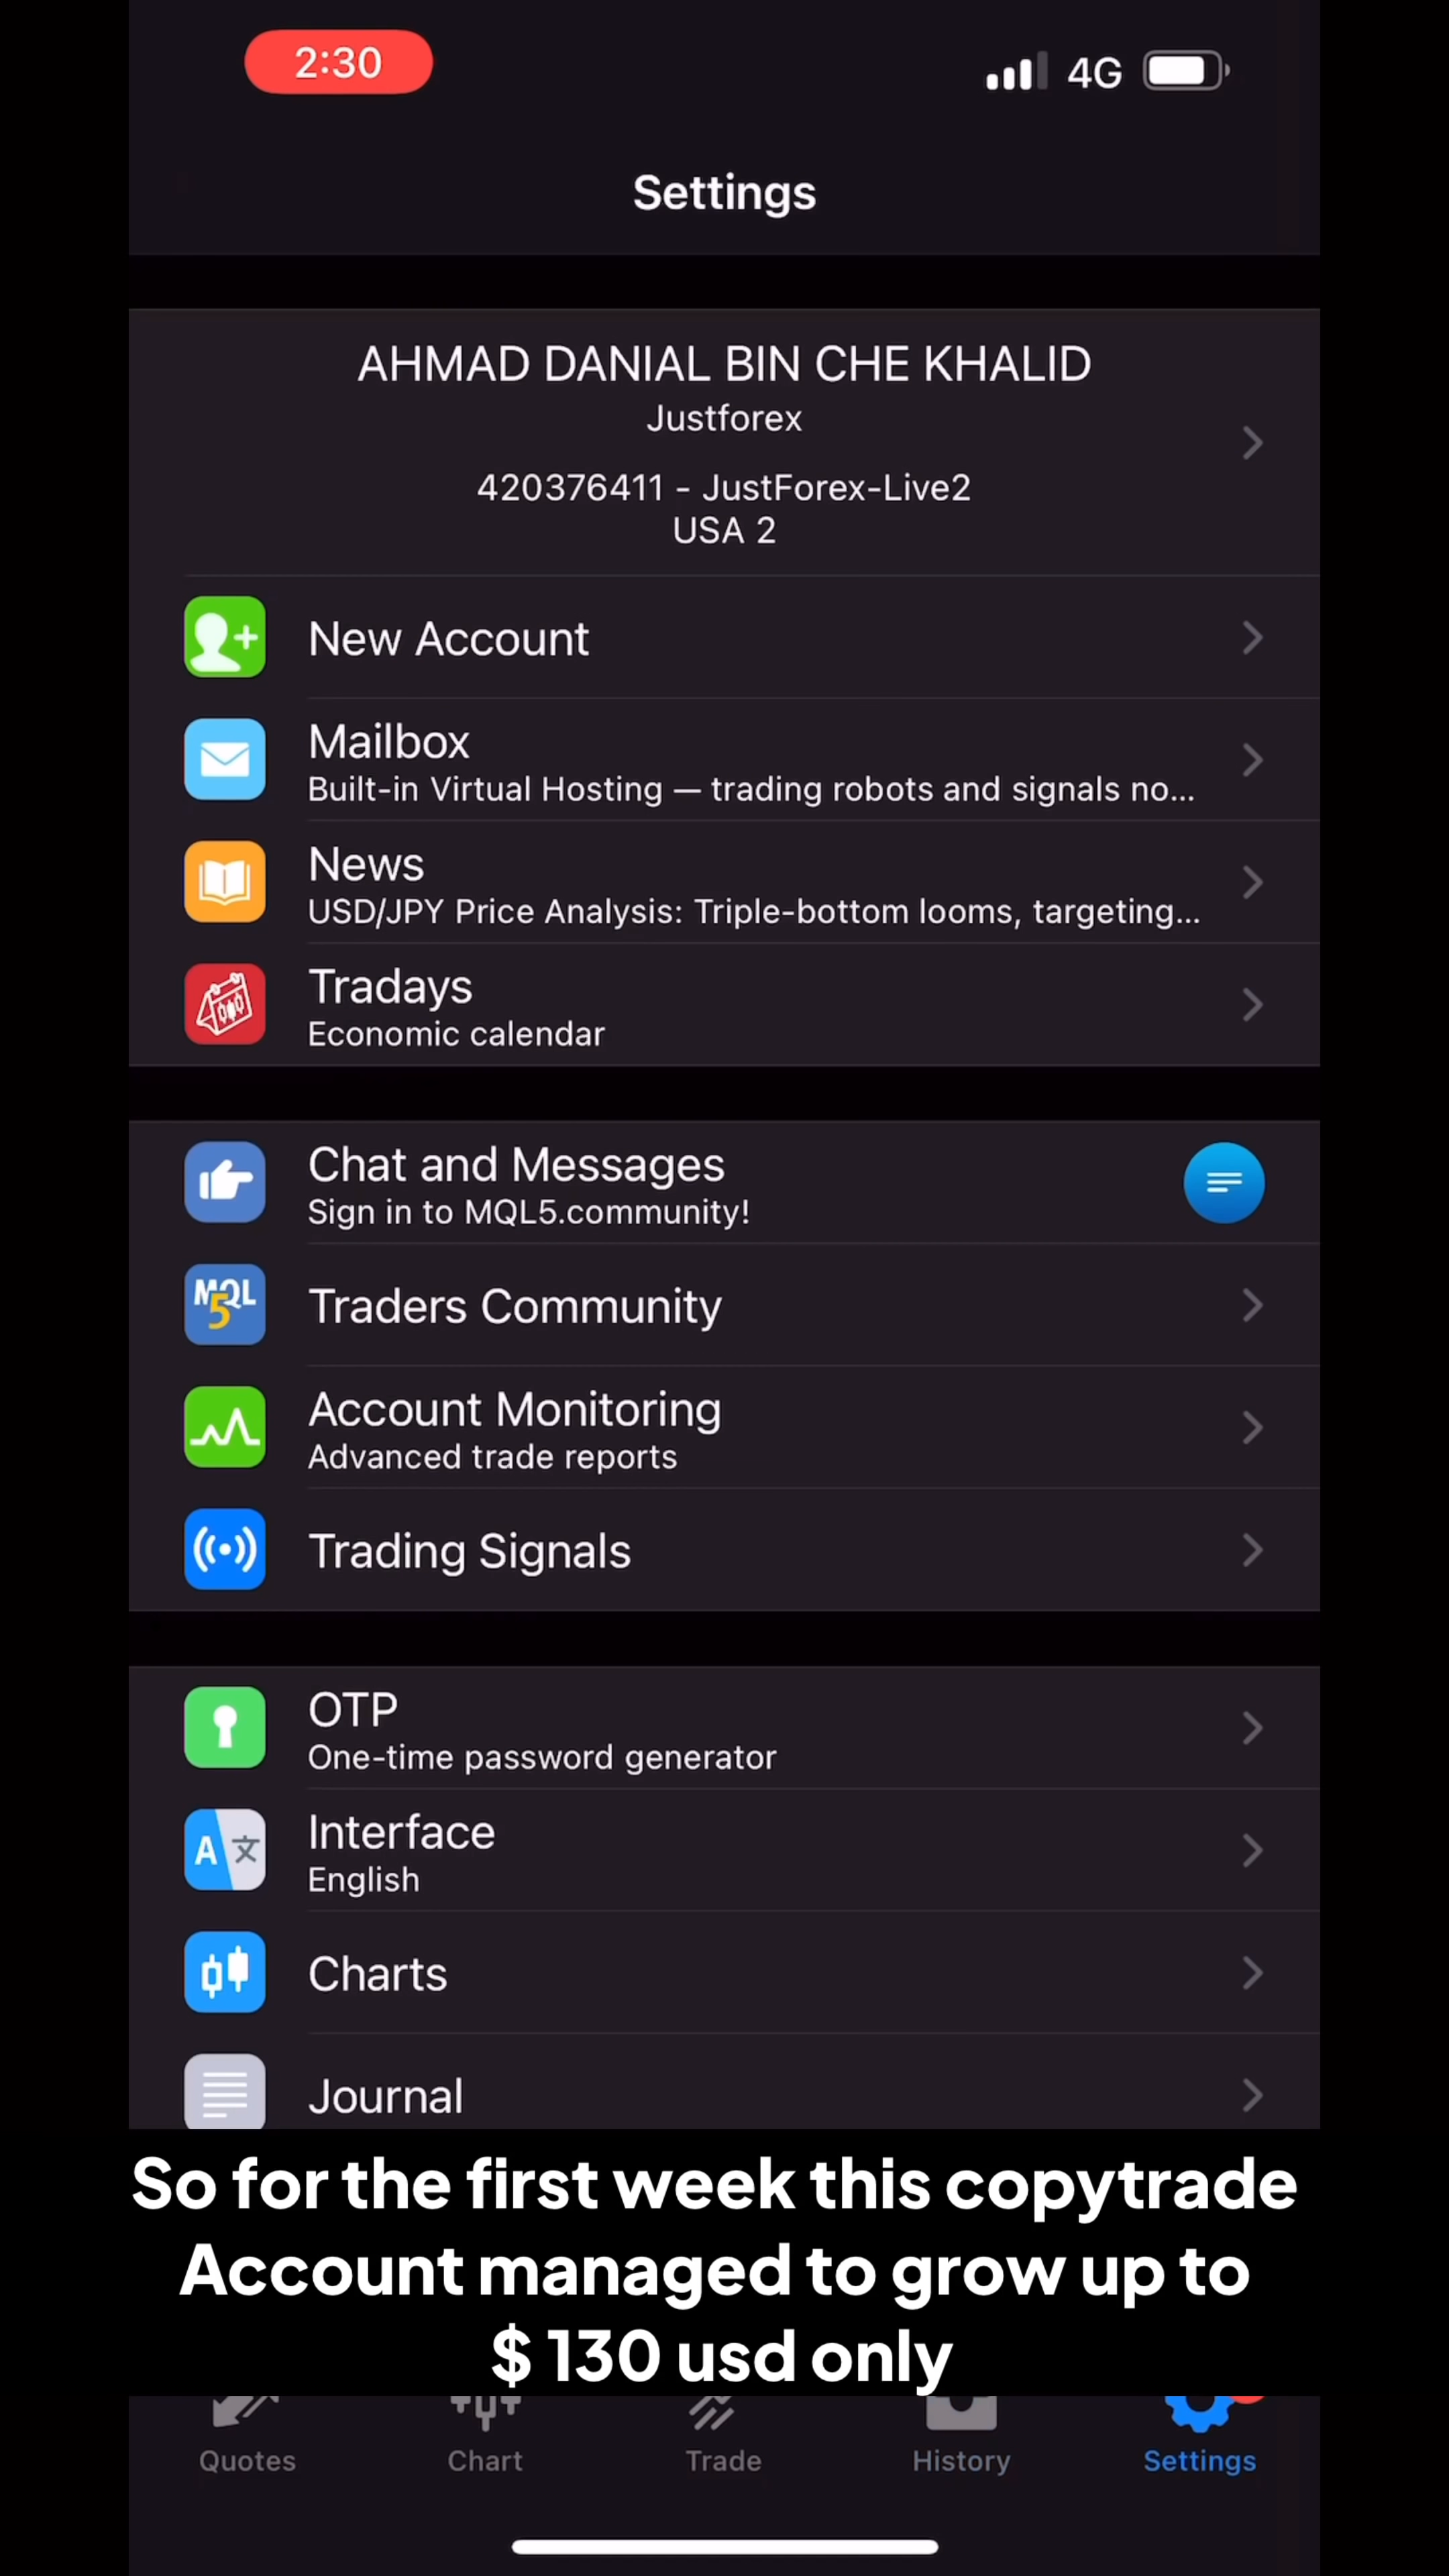 2:30
4G
Settings
AHMAD DANIAL BIN CHE KHALID
Justforex
420376411 - JustForex-Live2
USA 2
New Account
Mailbox
Built-in Virtual Hosting — trading robots and signals no...
News
USD/JPY Price Analysis: Triple-bottom looms, targeting...
Tradays
Economic calendar
Chat and Messages
Sign in to MQL5.community!
MQL
5
Traders Community
Account Monitoring
Advanced trade reports
Trading Signals
OTP
One-time password generator
A 文
Interface
English
Charts
Journal
So for the first week this copytrade
Account managed to grow up to
$ 130 usd only
Quotes
Chart
Trade
History
Settings